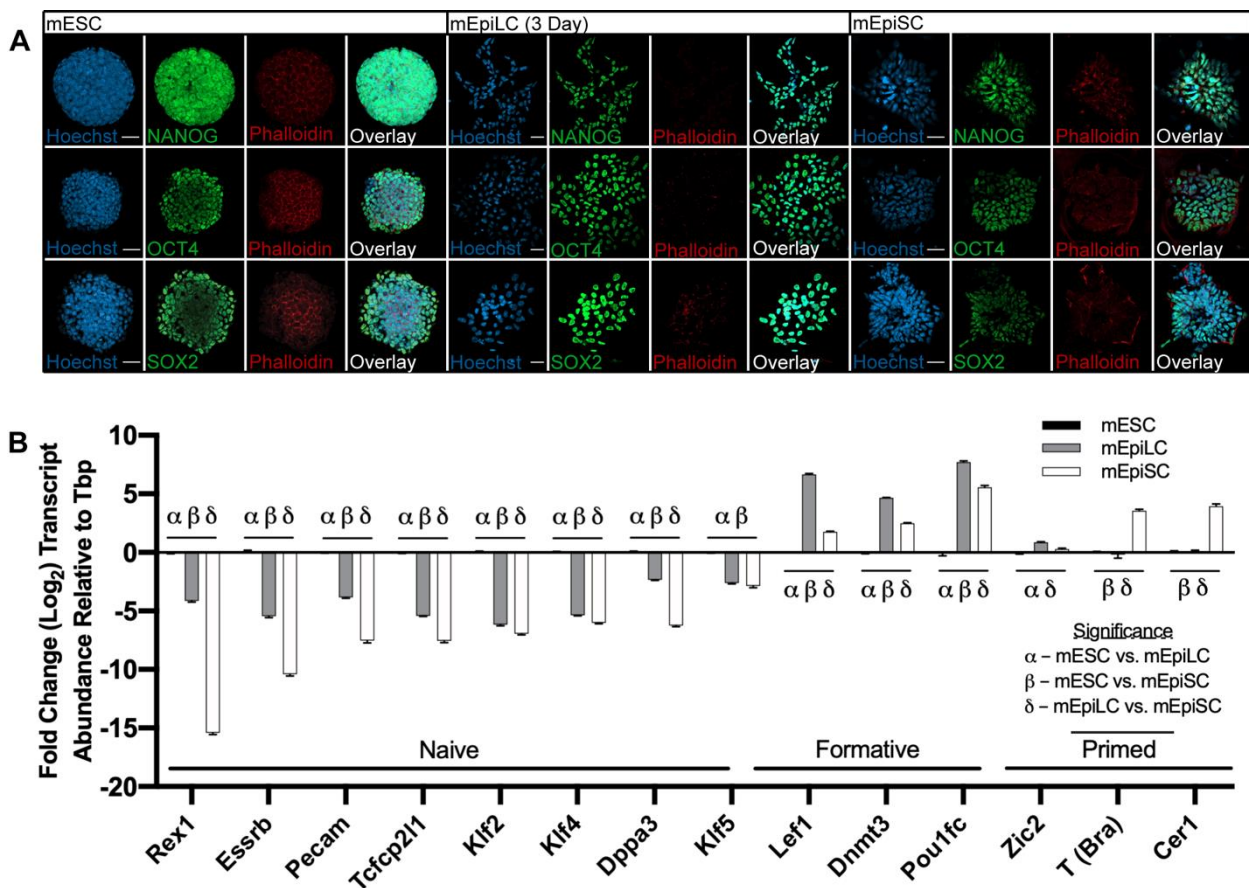 A
mESC mEpiLC (3 Day) mEpiSC
Hoechst NANOG Phalloidin Overlay Hoechst NANOG Phalloidin Overlay Hoechst NANOG Phalloidin Overlay
Hoechst OCT4 Phalloidin Overlay Hoechst OCT4 Phalloidin Overlay Hoechst OCT4 Phalloidin Overlay
Hoechst SOX2 Phalloidin Overlay Hoechst SOX2 Phalloidin Overlay Hoechst SOX2 Phalloidin Overlay
B
Fold Change (Log2) Transcript
Abundance Relative to Tbp
10
5
0
-5
-10
-15
-20
mESC
mEpiLC
mEpiSC
α β δ α β δ α β δ α β δ α β δ α β δ α β δ α β
α β δ α β δ α β δ α δ β δ β δ
Significance
α – mESC vs. mEpiLC
β – mESC vs. mEpiSC
δ – mEpiLC vs. mEpiSC
Naive Formative Primed
Rex1 Essrb Pecam Tcfcp2l1 Klf2 Klf4 Dppa3 Klf5 Lef1 Dnmt3 Pou1fc Zic2 T (Bra) Cer1